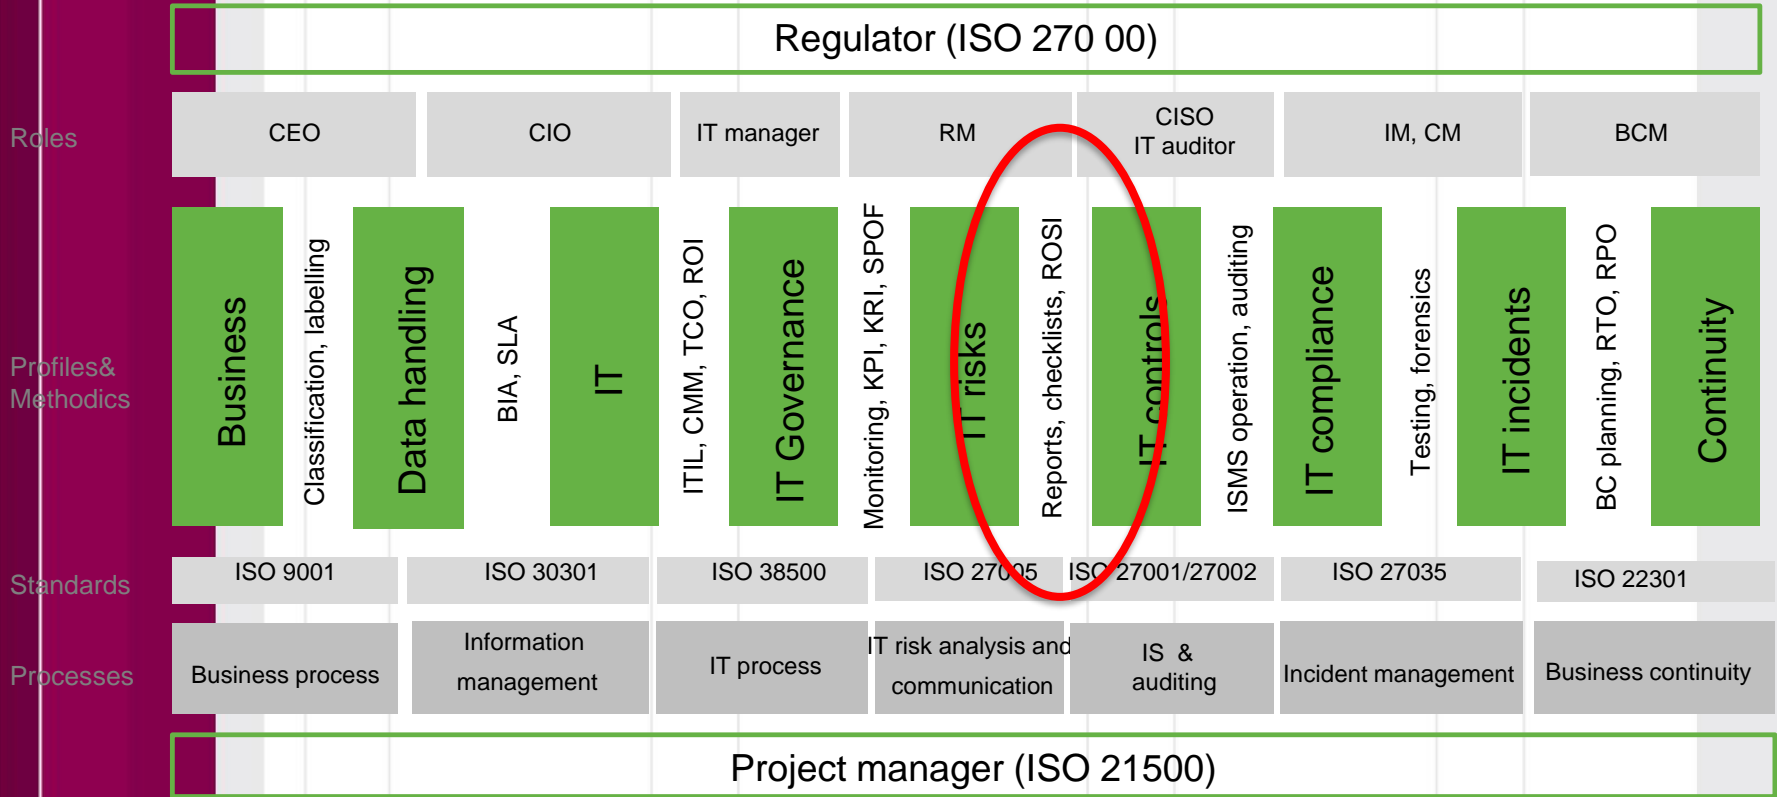 Regulator (ISO 270 00)
Roles
CEO
CIO
IT manager
RM
CISO
IT auditor
IM, CM
BCM
Profiles&
Methodics
Business
Classification, labelling
Data handling
BIA, SLA
IT
ITIL, CMM, TCO, ROI
IT Governance
Monitoring, KPI, KRI, SPOF
IT risks
Reports, checklists, ROSI
IT controls
ISMS operation, auditing
IT compliance
Testing, forensics
IT incidents
BC planning, RTO, RPO
Continuity
Standards
ISO 9001
ISO 30301
ISO 38500
ISO 27005
ISO 27001/27002
ISO 27035
ISO 22301
Processes
Business process
Information
management
IT process
IT risk analysis and
communication
IS &
auditing
Incident management
Business continuity
Project manager (ISO 21500)